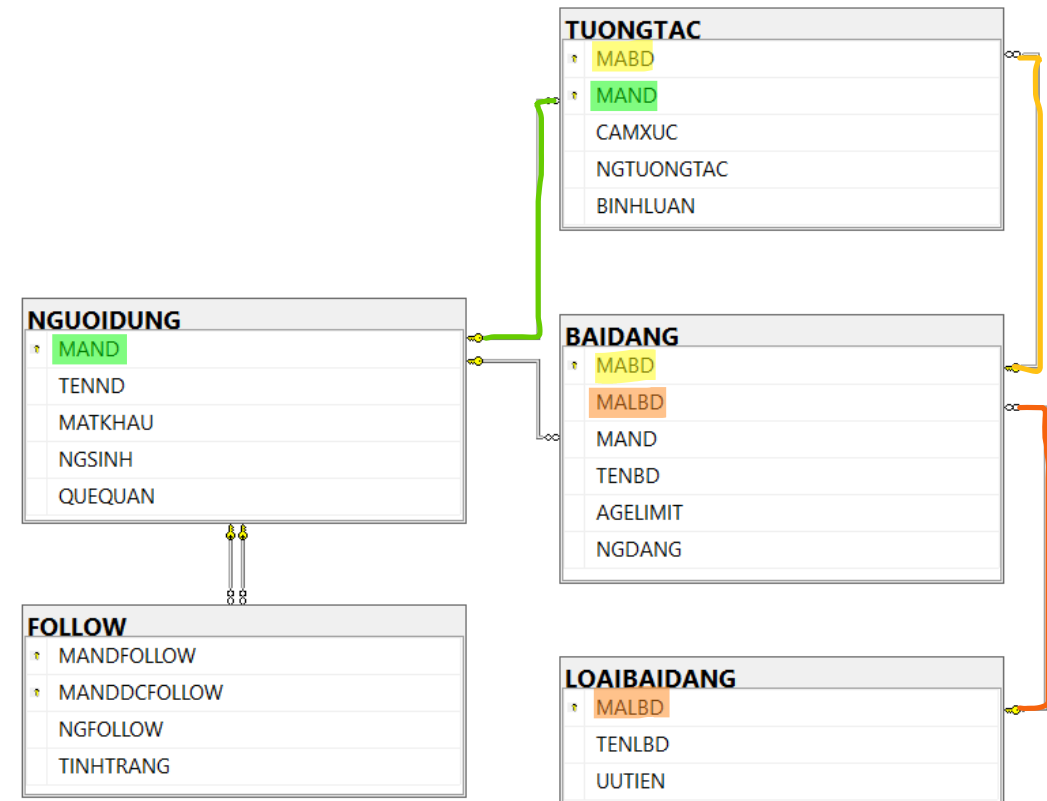 TUONGTAC
MABD
MAND
CAMXUC
NGTUONGTAC
BINHLUAN
NGUOIDUNG
MAND
TENND
MATKHAU
NGSINH
QUEQUAN
BAIDANG
MABD
MALBD
MAND
TENBD
AGELIMIT
NGDANG
FOLLOW
MANDFOLLOW
MANDDCFOLLOW
NGFOLLOW
TINHTRANG
LOAIBAIDANG
MALBD
TENLBD
UUTIEN